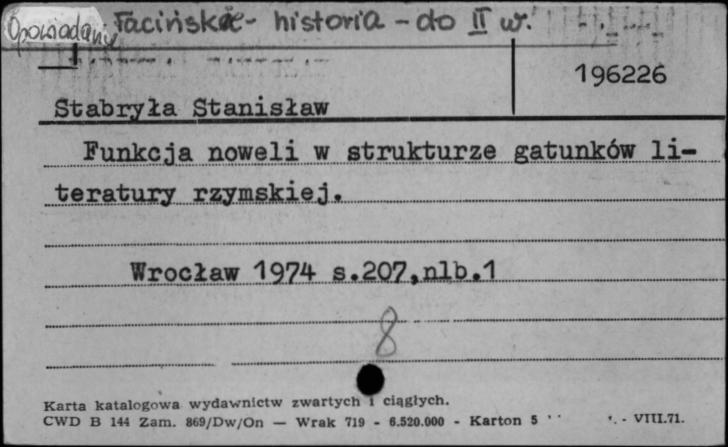 Opowiadanie łacińskie - historia - do II w.
196226
Stabryła Stanisław
Funkcja noweli w strukturze gatunków li-
teratury rzymskiej.
Wrocław 1974 s.207,nlb.1
8
Karta katalogowa wydawnictw zwartych i ciągłych.
CWD B 144 Zam. 869/Dw/On — Wrak 719 - 6.520.000 - Karton 5 - VIII.71.